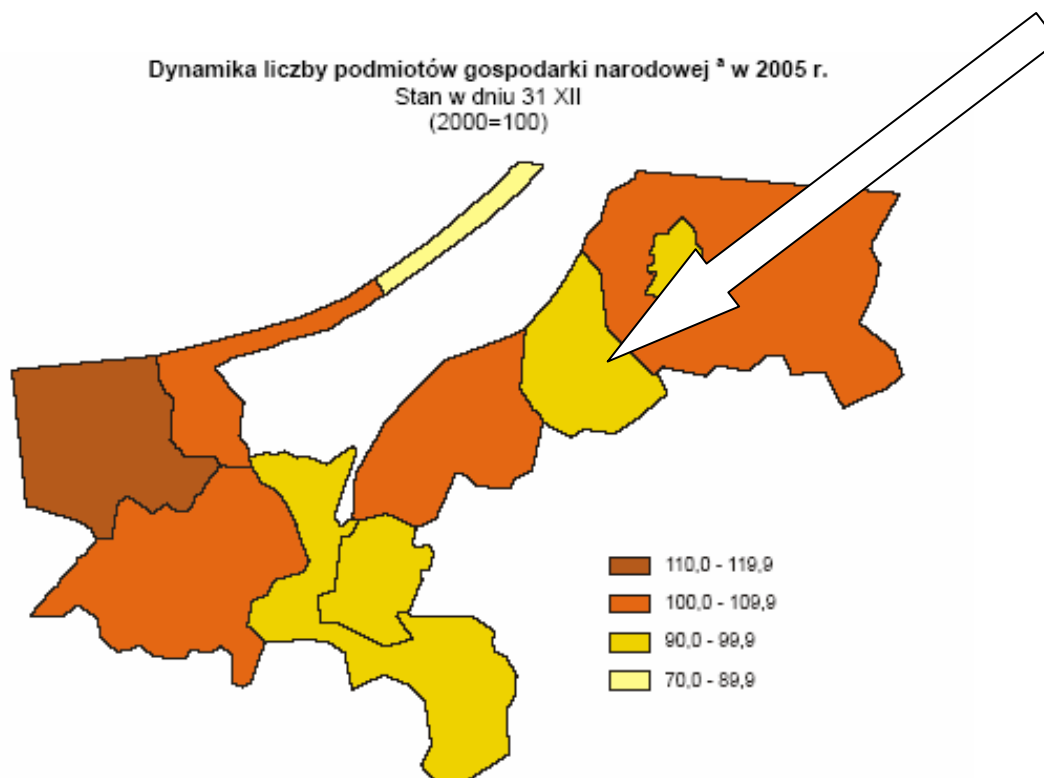 Dynamika liczby podmiotów gospodarki narodowej ª w 2005 r.
Stan w dniu 31 XII
(2000=100)
110,0 - 119,9
100,0 - 109,9
90,0 - 99,9
70,0 - 89,9